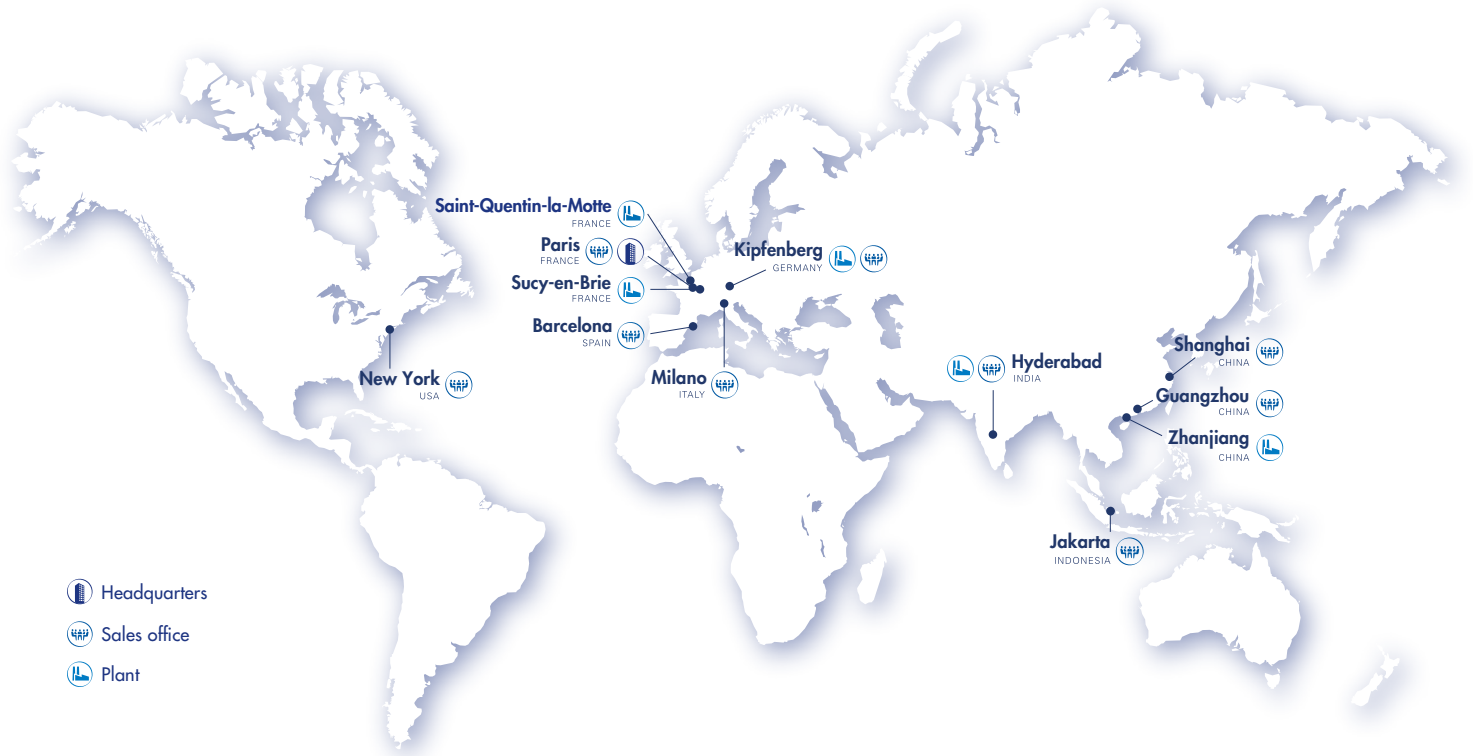 Saint-Quentin-la-Motte
FRANCE
Paris
FRANCE
Kipfenberg
GERMANY
Sucy-en-Brie
FRANCE
Barcelona
SPAIN
New York
USA
Milano
ITALY
Hyderabad
INDIA
Shanghai
CHINA
Guangzhou
CHINA
Zhanjiang
CHINA
Jakarta
INDONESIA
Headquarters
Sales office
Plant